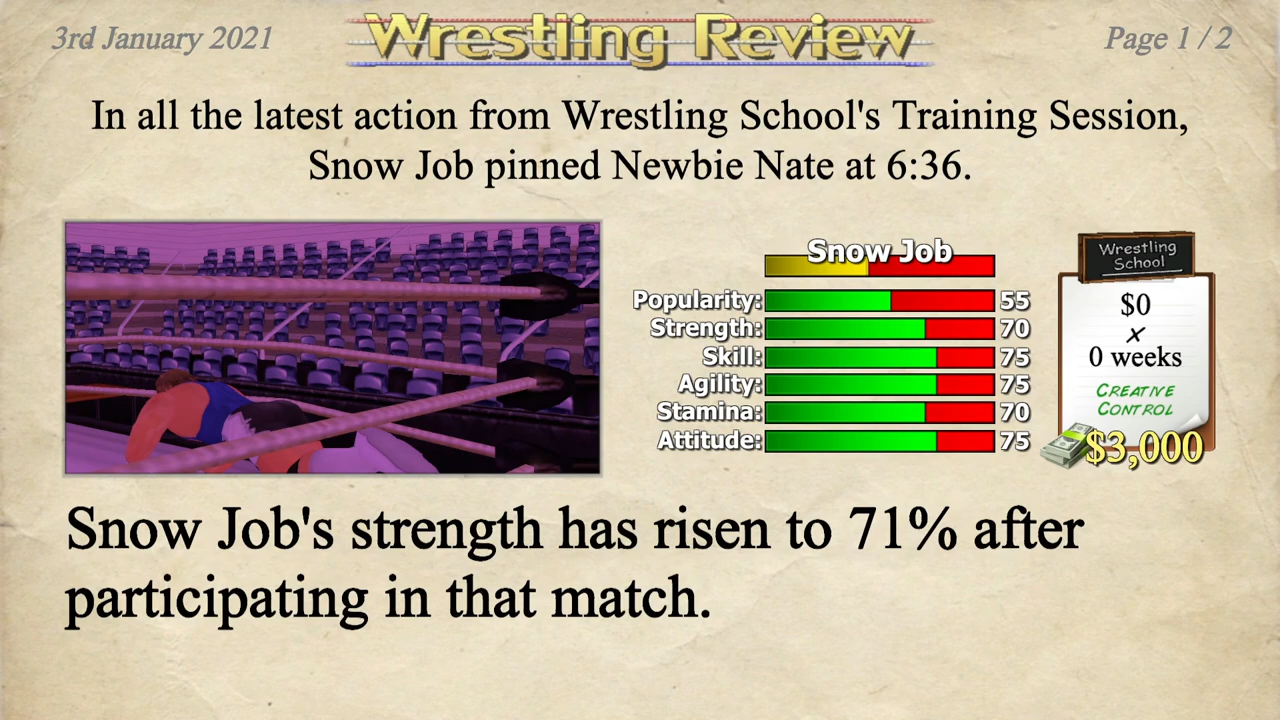 3rd January 2021
Wrestling Review
Page 1 / 2
In all the latest action from Wrestling School's Training Session,
Snow Job pinned Newbie Nate at 6:36.
Snow Job
Popularity: 55
Strength: 70
Skill: 75
Agility: 75
Stamina: 70
Attitude: 75
Wrestling
School
$0
x
0 weeks
CREATIVE
CONTROL
$3,000
Snow Job's strength has risen to 71% after
participating in that match.